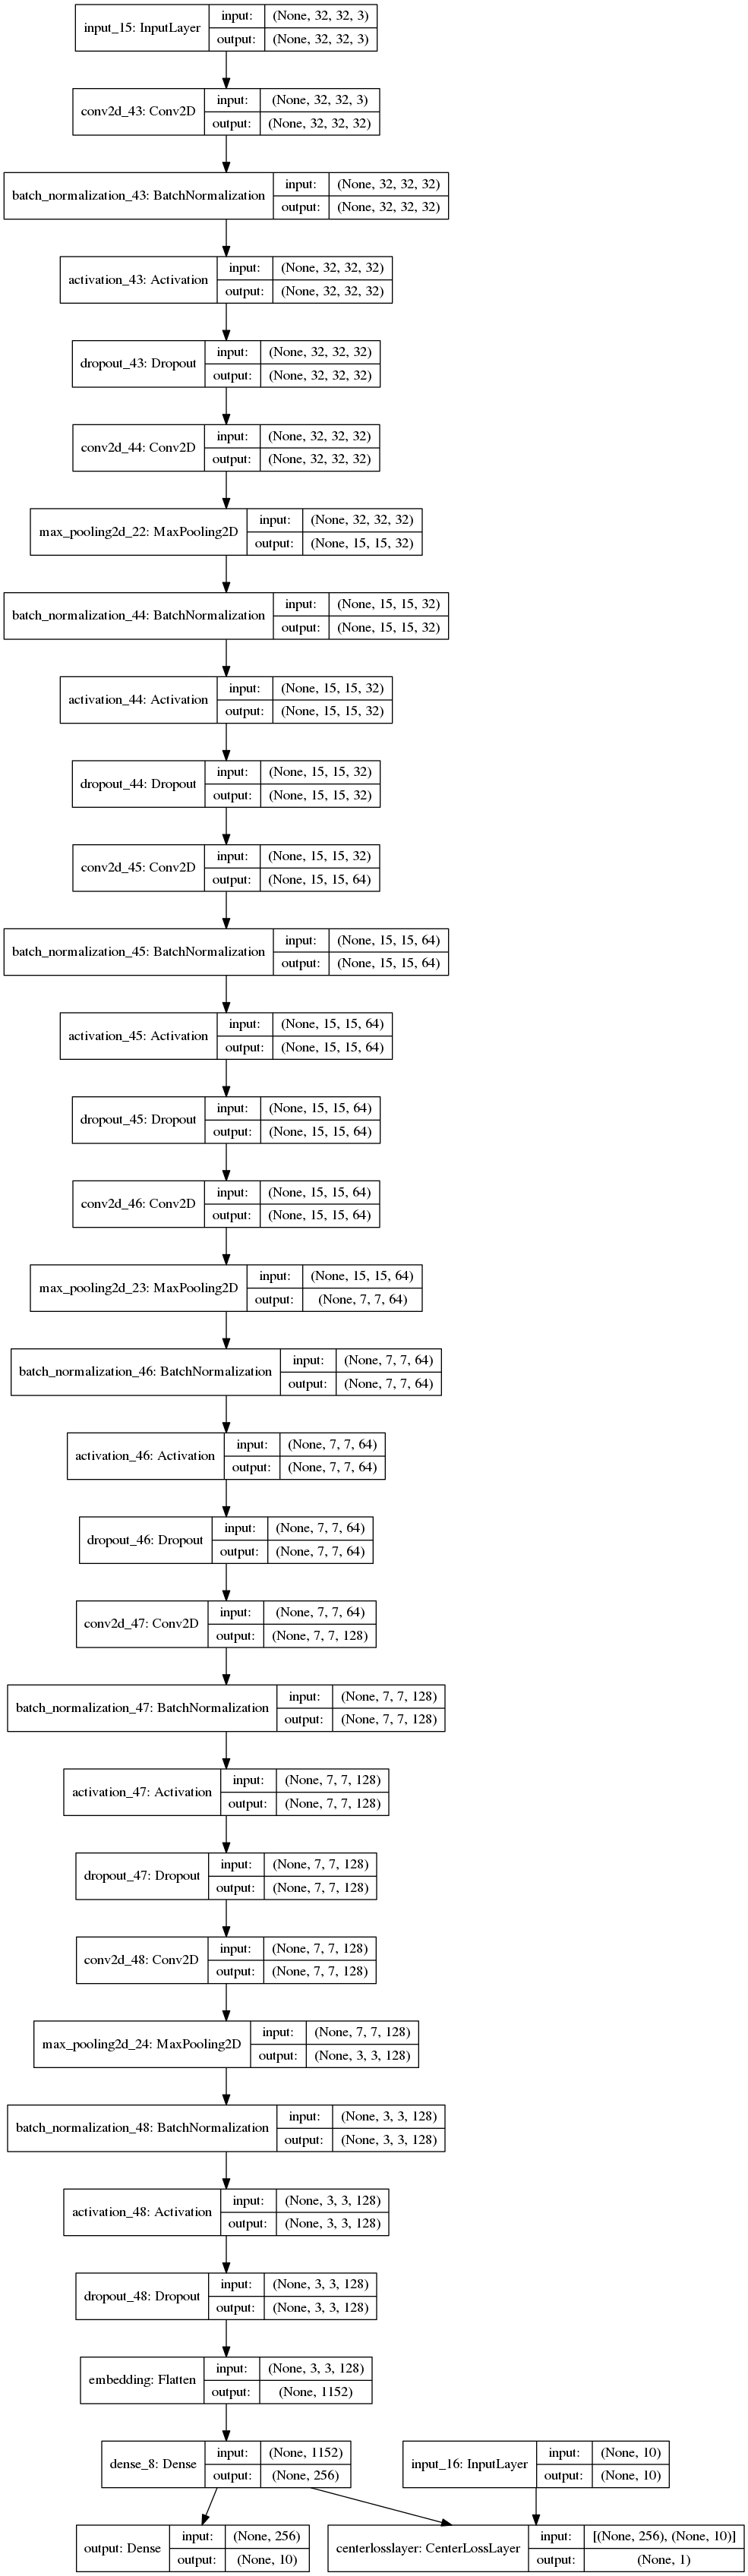 input_15: InputLayer
input: (None, 32, 32, 3)
output: (None, 32, 32, 3)
conv2d_43: Conv2D
input: (None, 32, 32, 3)
output: (None, 32, 32, 32)
batch_normalization_43: BatchNormalization
input: (None, 32, 32, 32)
output: (None, 32, 32, 32)
activation_43: Activation
input: (None, 32, 32, 32)
output: (None, 32, 32, 32)
dropout_43: Dropout
input: (None, 32, 32, 32)
output: (None, 32, 32, 32)
conv2d_44: Conv2D
input: (None, 32, 32, 32)
output: (None, 32, 32, 32)
max_pooling2d_22: MaxPooling2D
input: (None, 32, 32, 32)
output: (None, 15, 15, 32)
batch_normalization_44: BatchNormalization
input: (None, 15, 15, 32)
output: (None, 15, 15, 32)
activation_44: Activation
input: (None, 15, 15, 32)
output: (None, 15, 15, 32)
dropout_44: Dropout
input: (None, 15, 15, 32)
output: (None, 15, 15, 32)
conv2d_45: Conv2D
input: (None, 15, 15, 32)
output: (None, 15, 15, 64)
batch_normalization_45: BatchNormalization
input: (None, 15, 15, 64)
output: (None, 15, 15, 64)
activation_45: Activation
input: (None, 15, 15, 64)
output: (None, 15, 15, 64)
dropout_45: Dropout
input: (None, 15, 15, 64)
output: (None, 15, 15, 64)
conv2d_46: Conv2D
input: (None, 15, 15, 64)
output: (None, 15, 15, 64)
max_pooling2d_23: MaxPooling2D
input: (None, 15, 15, 64)
output: (None, 7, 7, 64)
batch_normalization_46: BatchNormalization
input: (None, 7, 7, 64)
output: (None, 7, 7, 64)
activation_46: Activation
input: (None, 7, 7, 64)
output: (None, 7, 7, 64)
dropout_46: Dropout
input: (None, 7, 7, 64)
output: (None, 7, 7, 64)
conv2d_47: Conv2D
input: (None, 7, 7, 64)
output: (None, 7, 7, 128)
batch_normalization_47: BatchNormalization
input: (None, 7, 7, 128)
output: (None, 7, 7, 128)
activation_47: Activation
input: (None, 7, 7, 128)
output: (None, 7, 7, 128)
dropout_47: Dropout
input: (None, 7, 7, 128)
output: (None, 7, 7, 128)
conv2d_48: Conv2D
input: (None, 7, 7, 128)
output: (None, 7, 7, 128)
max_pooling2d_24: MaxPooling2D
input: (None, 7, 7, 128)
output: (None, 3, 3, 128)
batch_normalization_48: BatchNormalization
input: (None, 3, 3, 128)
output: (None, 3, 3, 128)
activation_48: Activation
input: (None, 3, 3, 128)
output: (None, 3, 3, 128)
dropout_48: Dropout
input: (None, 3, 3, 128)
output: (None, 3, 3, 128)
embedding: Flatten
input: (None, 3, 3, 128)
output: (None, 1152)
dense_8: Dense
input: (None, 1152)
output: (None, 256)
input_16: InputLayer
input: (None, 10)
output: (None, 10)
output: Dense
input: (None, 256)
output: (None, 10)
centerlosslayer: CenterLossLayer
input: [(None, 256), (None, 10)]
output: (None, 1)